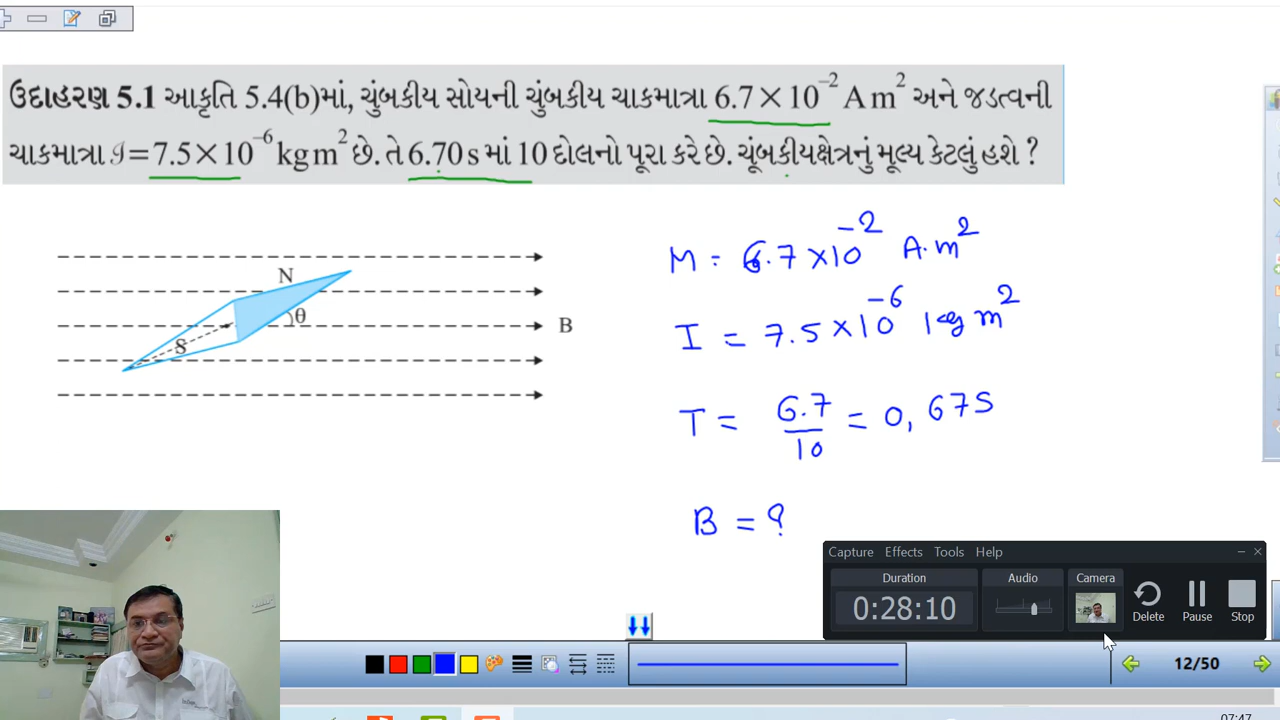 ઉદાહરણ 5.1 આકૃતિ 5.4(b)માં, ચુંબકીય સોયની ચુંબકીય ચાકમાત્રા 6.7 × 10⁻² A m² અને જડત્વની
ચાકમાત્રા 𝓘 = 7.5 × 10⁻⁶ kg m² છે. તે 6.70 s માં 10 દોલનો પૂરા કરે છે. ચૂંબકીયક્ષેત્રનું મૂલ્ય કેટલું હશે ?
N
θ
B
S
M = 6.7 × 10⁻² A·m²
I = 7.5 × 10⁻⁶ kg m²
T = 6.7/10 = 0,67S
B = ?
Capture Effects Tools Help
Duration
0:28:10
Audio
Camera
Delete
Pause
Stop
12/50
07:47